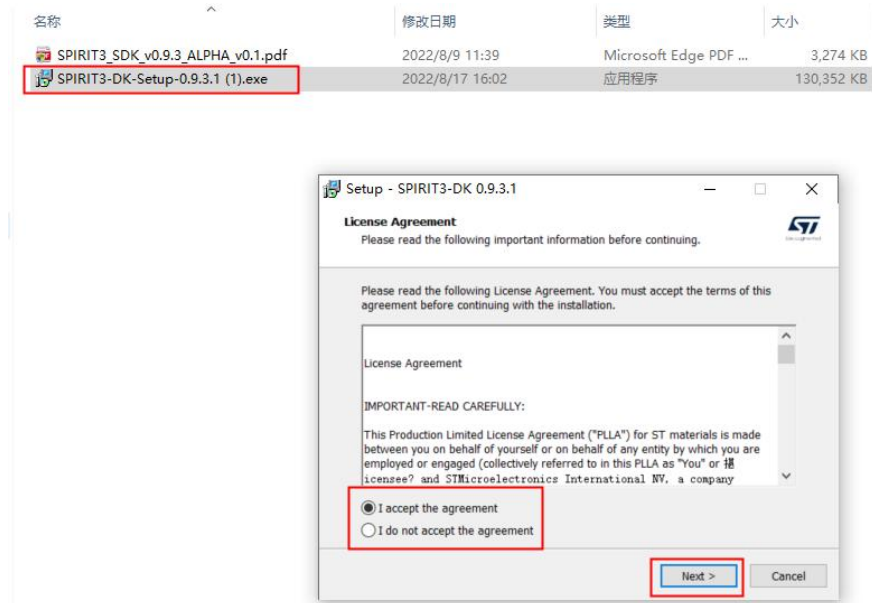 名称 修改日期 类型 大小
SPIRIT3_SDK_v0.9.3_ALPHA_v0.1.pdf 2022/8/9 11:39 Microsoft Edge PDF ... 3,274 KB
SPIRIT3-DK-Setup-0.9.3.1 (1).exe 2022/8/17 16:02 应用程序 130,352 KB
Setup - SPIRIT3-DK 0.9.3.1
License Agreement
Please read the following important information before continuing.
Please read the following License Agreement. You must accept the terms of this
agreement before continuing with the installation.
License Agreement
IMPORTANT-READ CAREFULLY:
This Production Limited License Agreement ("PLLA") for ST materials is made
between you on behalf of yourself or on behalf of any entity by which you are
employed or engaged (collectively referred to in this PLLA as "You" or 揕
icensee? and STMicroelectronics International NV, a company
I accept the agreement
I do not accept the agreement
Next > Cancel